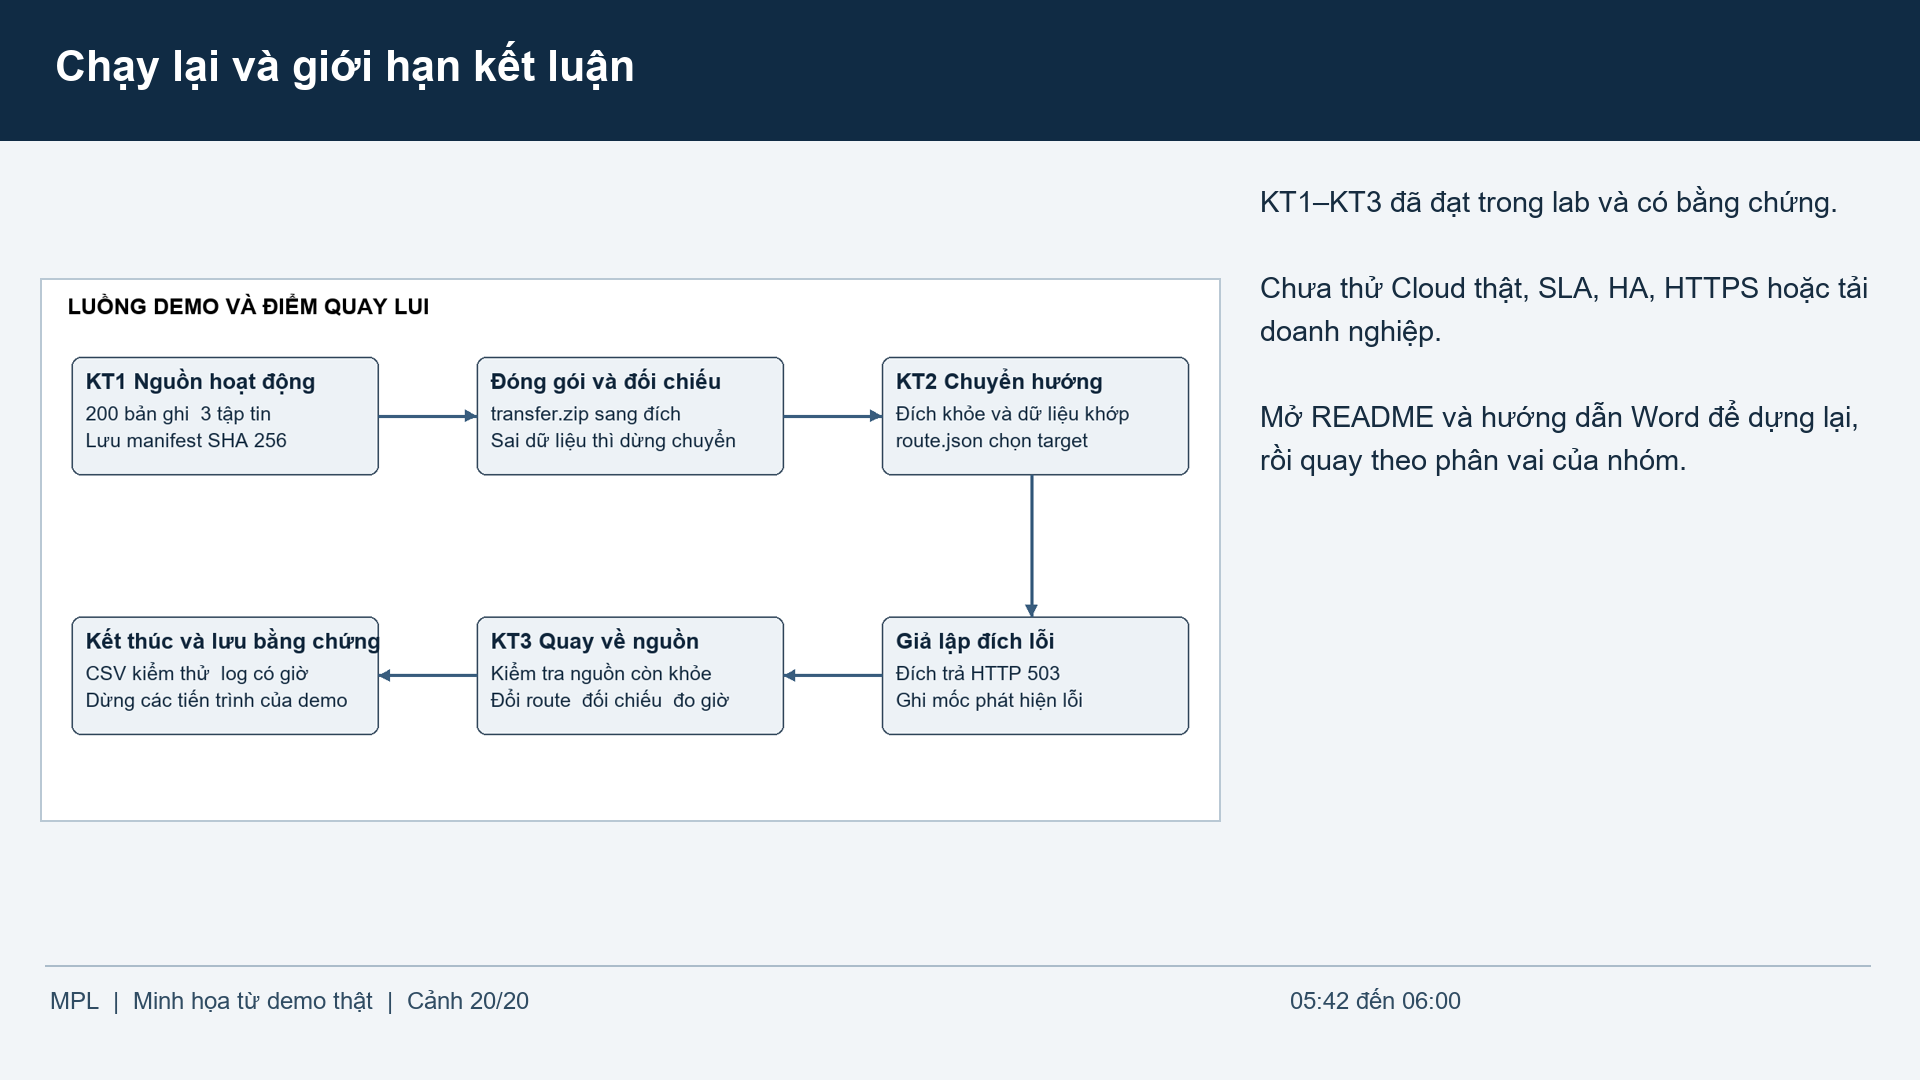 Chạy lại và giới hạn kết luận
LUỒNG DEMO VÀ ĐIỂM QUAY LUI
KT1 Nguồn hoạt động
200 bản ghi  3 tập tin
Lưu manifest SHA 256
Đóng gói và đối chiếu
transfer.zip sang đích
Sai dữ liệu thì dừng chuyển
KT2 Chuyển hướng
Đích khỏe và dữ liệu khớp
route.json chọn target
Giả lập đích lỗi
Đích trả HTTP 503
Ghi mốc phát hiện lỗi
KT3 Quay về nguồn
Kiểm tra nguồn còn khỏe
Đổi route  đối chiếu  đo giờ
Kết thúc và lưu bằng chứng
CSV kiểm thử  log có giờ
Dừng các tiến trình của demo
KT1–KT3 đã đạt trong lab và có bằng chứng.
Chưa thử Cloud thật, SLA, HA, HTTPS hoặc tải
doanh nghiệp.
Mở README và hướng dẫn Word để dựng lại,
rồi quay theo phân vai của nhóm.
MPL | Minh họa từ demo thật | Cảnh 20/20
05:42 đến 06:00